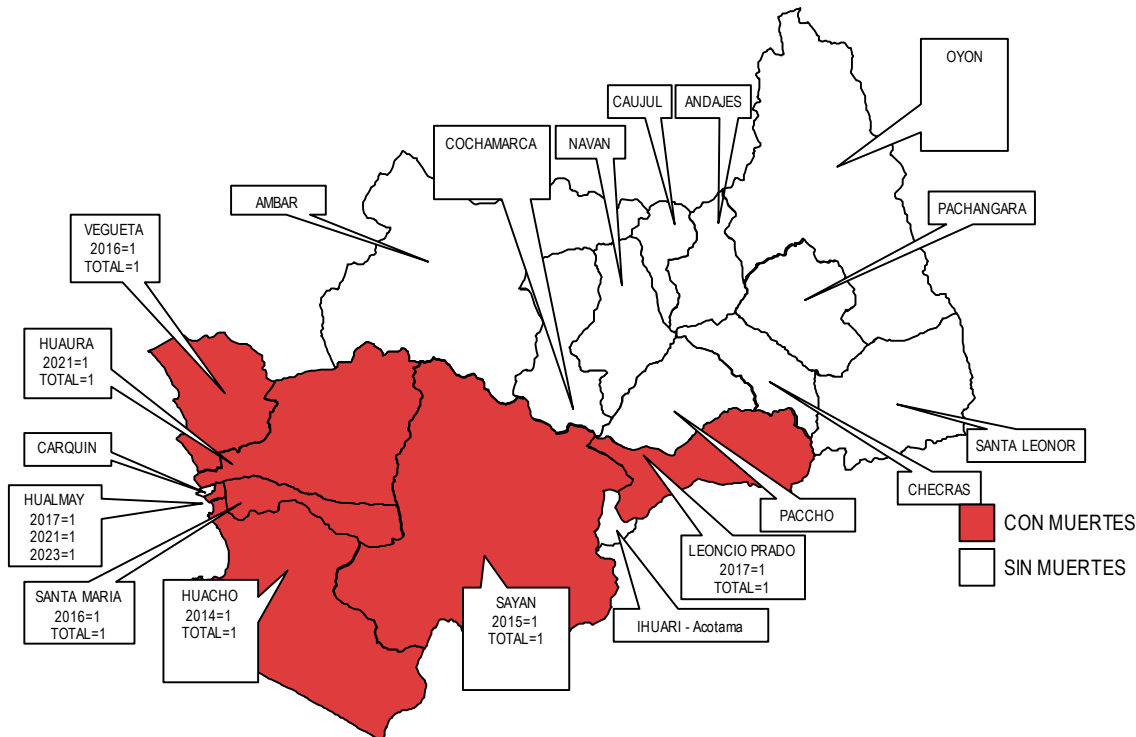 OYON
CAUJUL
ANDAJES
COCHAMARCA
NAVAN
AMBAR
PACHANGARA
VEGUETA
2016=1
TOTAL=1
HUAURA
2021=1
TOTAL=1
CARQUIN
HUALMAY
2017=1
2021=1
2023=1
SANTA MARIA
2016=1
TOTAL=1
HUACHO
2014=1
TOTAL=1
SAYAN
2015=1
TOTAL=1
LEONCIO PRADO
2017=1
TOTAL=1
IHUARI - Acotama
PACCHO
CHECRAS
SANTA LEONOR
CON MUERTES
SIN MUERTES